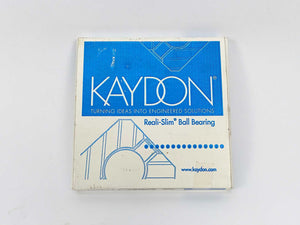 KAYDON®
TURNING IDEAS INTO ENGINEERED SOLUTIONS
Reali-Slim® Ball Bearing
www.kaydon.com